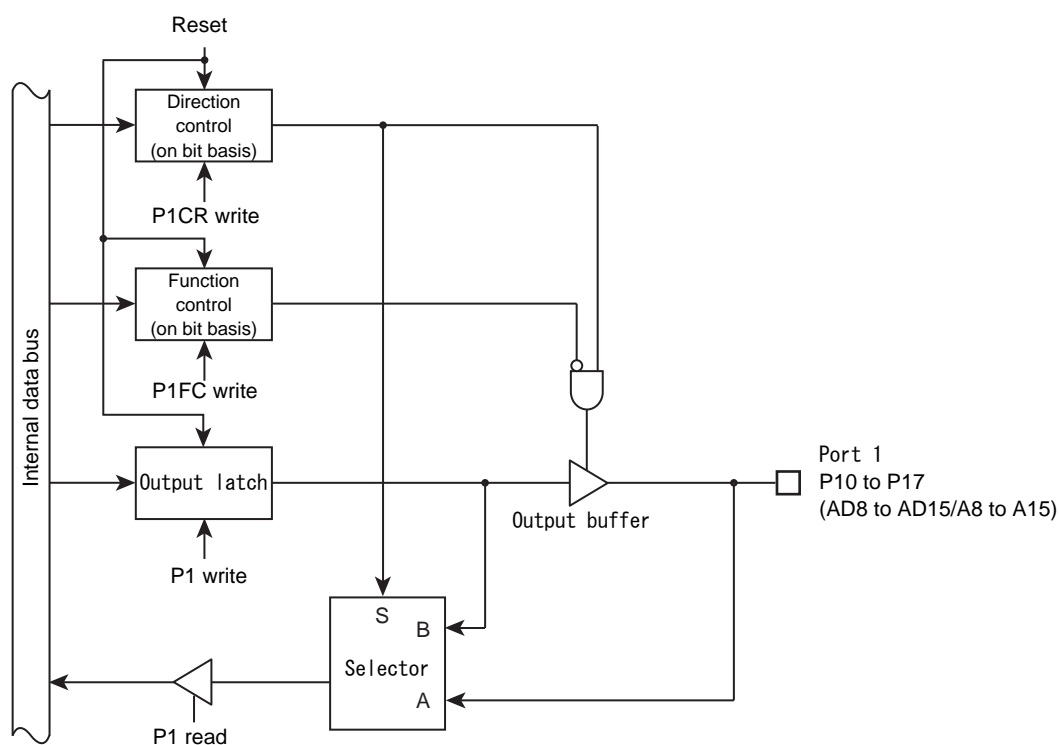 Reset
Direction
control
(on bit basis)
P1CR write
Function
control
(on bit basis)
P1FC write
Internal data bus
Output latch
P1 write
Output buffer
Port 1
P10 to P17
(AD8 to AD15/A8 to A15)
S
B
Selector
A
P1 read